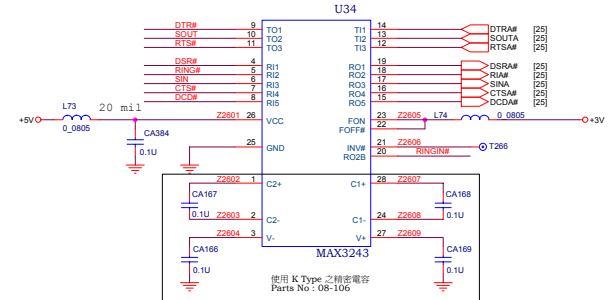 U34
DTR# 9 TO1 TI1 14 DTRA# [25]
SOUT 10 TO2 TI2 13 SOUTA [25]
RTS# 11 TO3 TI3 12 RTSA# [25]
DSR# 4 RI1 RO1 19 DSRA# [25]
RING# 5 RI2 RO2 18 RIA# [25]
SIN 6 RI3 RO3 17 SINA [25]
CTS# 7 RI4 RO4 16 CTSA# [25]
DCD# 8 RI5 RO5 15 DCDA# [25]
L73 20 mil
+5V 0_0805 Z2601 26 VCC FON 23 Z2605 L74 0_0805 +3V
FOFF# 22
CA384
0.1U
25 GND INV# 21 Z2606 T266
RO2B 20 RINGIN#
Z2602 1 C2+ C1+ 28 Z2607
CA167 CA168
0.1U 0.1U
Z2603 2 C2- C1- 24 Z2608
Z2604 3 V- V+ 27 Z2609
CA166 MAX3243 CA169
0.1U 0.1U
使用 K Type 之精密電容
Parts No : 08-106